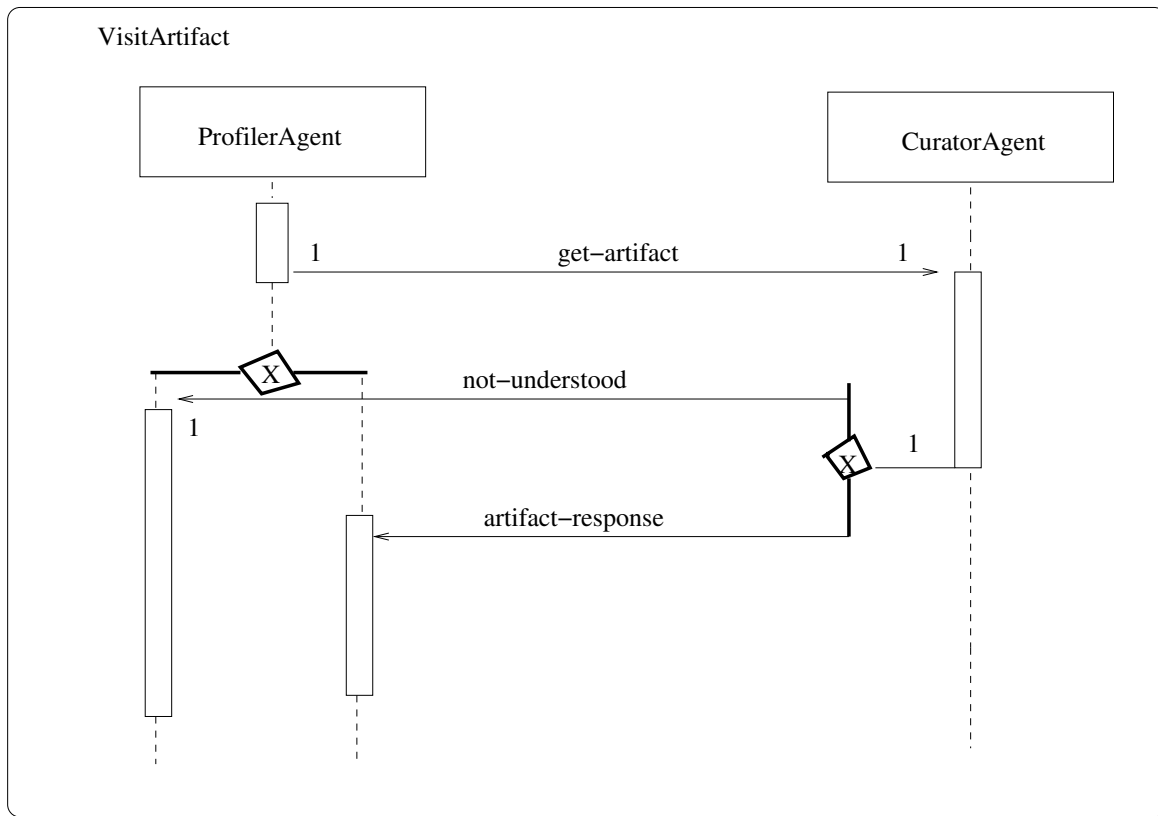 VisitArtifact
ProfilerAgent
CuratorAgent
1 get−artifact 1
X
not−understood
1
1
X
artifact−response